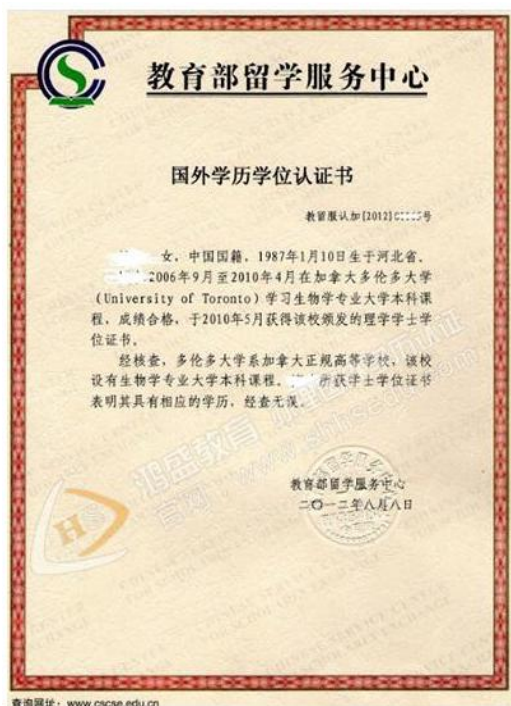 教育部留学服务中心
国外学历学位认证书
教留服认加[2012] 号
女，中国国籍，1987年1月10日生于河北省。
2006年9月至2010年4月在加拿大多伦多大学
(University of Toronto) 学习生物学专业大学本科课
程，成绩合格，于2010年5月获得该校颁发的理学学士学
位证书。
经核查，多伦多大学系加拿大正规高等学校，该校
设有生物学专业大学本科课程。 所获学士学位证书
表明其具有相应的学历，经查无误。
教育部留学服务中心
二〇一二年八月八日
鸿盛教育
官网
HS
查询网址：www.cscse.edu.cn